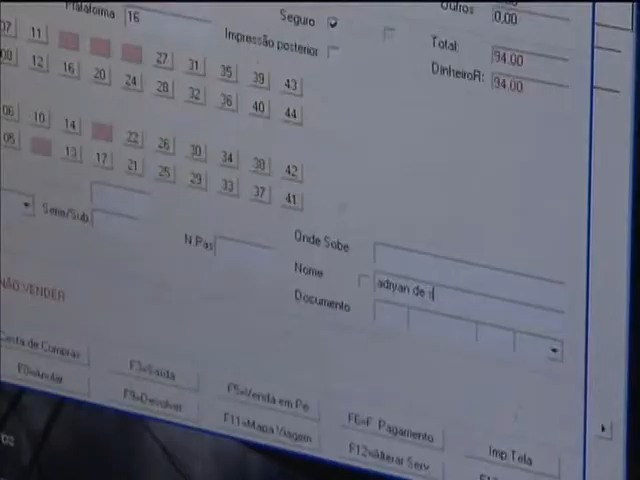 Plataforma 16 Seguro Outros 0,00
Impressão posterior
Total: 94.00
DinheiroR: 94.00
07 11 27 31 35 39 43
12 16 20 24 28 32 36 40 44
06 10 14 22 26 30 34 38 42
05 13 17 21 25 29 33 37 41
Serie/Sub
N.Pas
Onde Sobe
Nome adryan de s
Documento
NÃO VENDER
Cesta de Compras F3=Saida F5=Venda em Pé F6=F. Pagamento Imp.Tela
F9=Devolver F11=Mapa Viagem F12=Alterar Serv